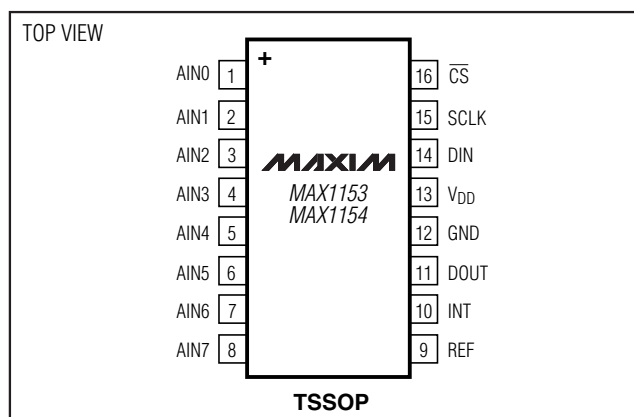 TOP VIEW
+
AIN0 1
AIN1 2
AIN2 3
AIN3 4
AIN4 5
AIN5 6
AIN6 7
AIN7 8
MAXIM
MAX1153
MAX1154
16 C̅S̅
15 SCLK
14 DIN
13 VDD
12 GND
11 DOUT
10 INT
9 REF
TSSOP